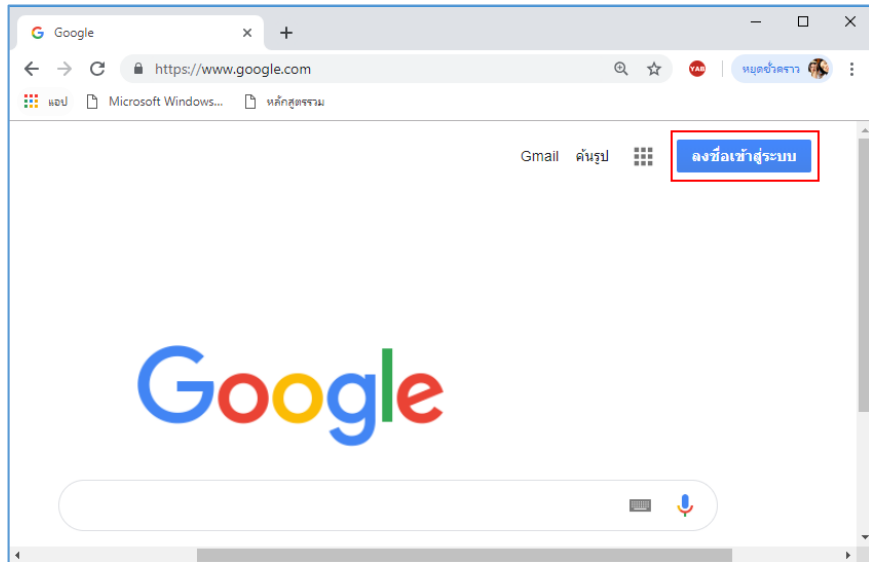 Google
https://www.google.com
YAB
หยุดชั่วคราว
แอป Microsoft Windows... หลักสูตรรวม
Gmail ค้นรูป ลงชื่อเข้าสู่ระบบ
Google